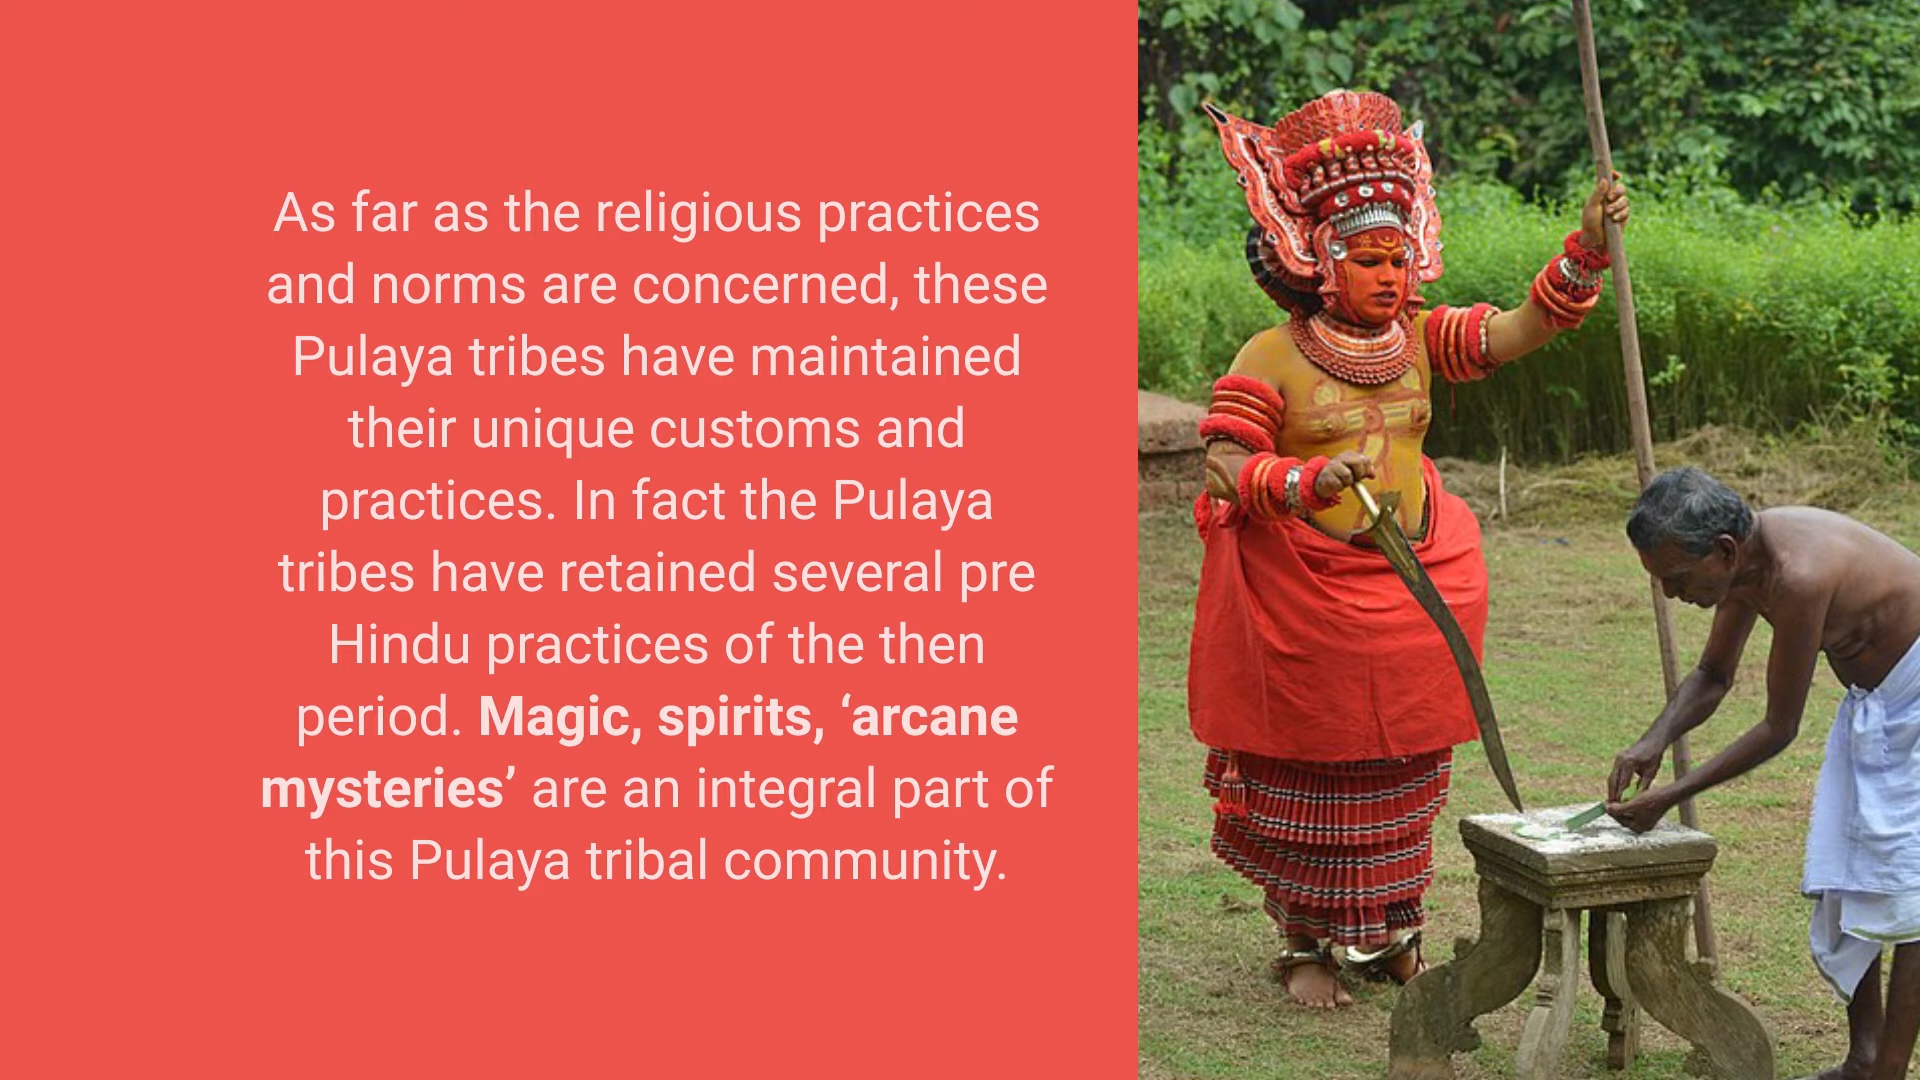 As far as the religious practices
and norms are concerned, these
Pulaya tribes have maintained
their unique customs and
practices. In fact the Pulaya
tribes have retained several pre
Hindu practices of the then
period. Magic, spirits, ‘arcane
mysteries’ are an integral part of
this Pulaya tribal community.